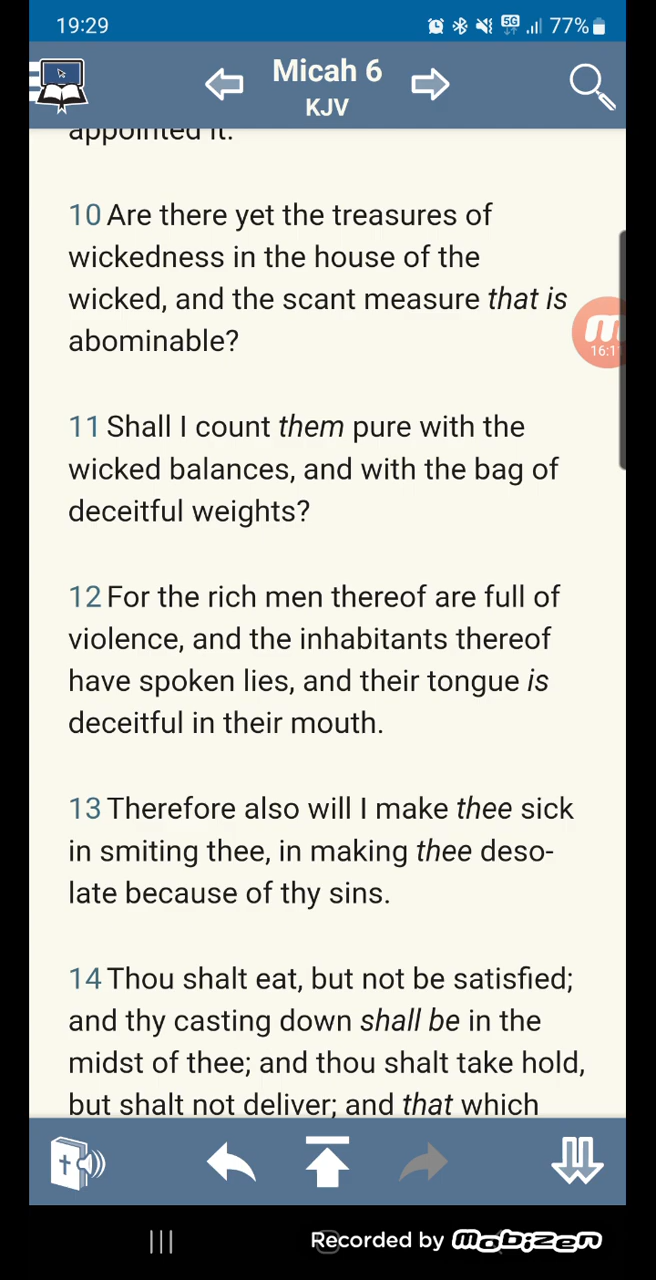 19:29
5G
77%
Micah 6
KJV
appointed it.
10 Are there yet the treasures of
wickedness in the house of the
wicked, and the scant measure that is
abominable?
16:11
11 Shall I count them pure with the
wicked balances, and with the bag of
deceitful weights?
12 For the rich men thereof are full of
violence, and the inhabitants thereof
have spoken lies, and their tongue is
deceitful in their mouth.
13 Therefore also will I make thee sick
in smiting thee, in making thee deso-
late because of thy sins.
14 Thou shalt eat, but not be satisfied;
and thy casting down shall be in the
midst of thee; and thou shalt take hold,
but shalt not deliver; and that which
Recorded by mobizen